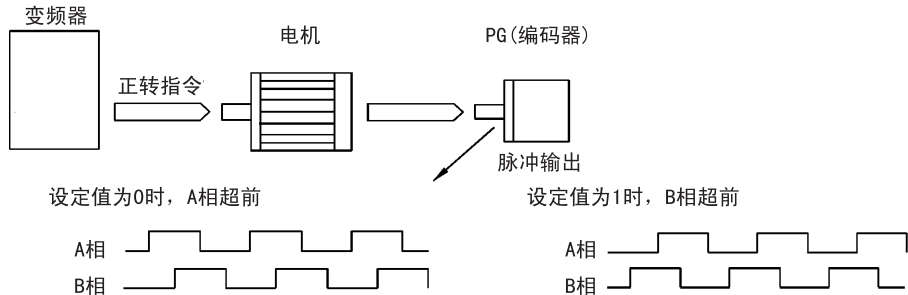 变频器
电机
PG(编码器)
正转指令
脉冲输出
设定值为0时，A相超前
设定值为1时，B相超前
A相
B相
A相
B相